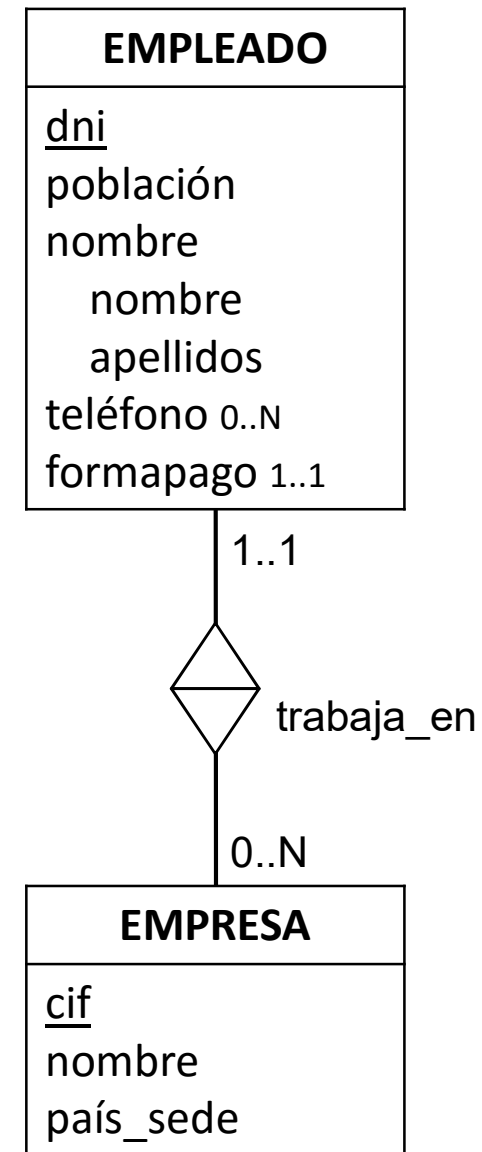 EMPLEADO
dni
población
nombre
nombre
apellidos
teléfono 0..N
formapago 1..1
1..1
trabaja_en
0..N
EMPRESA
cif
nombre
país_sede